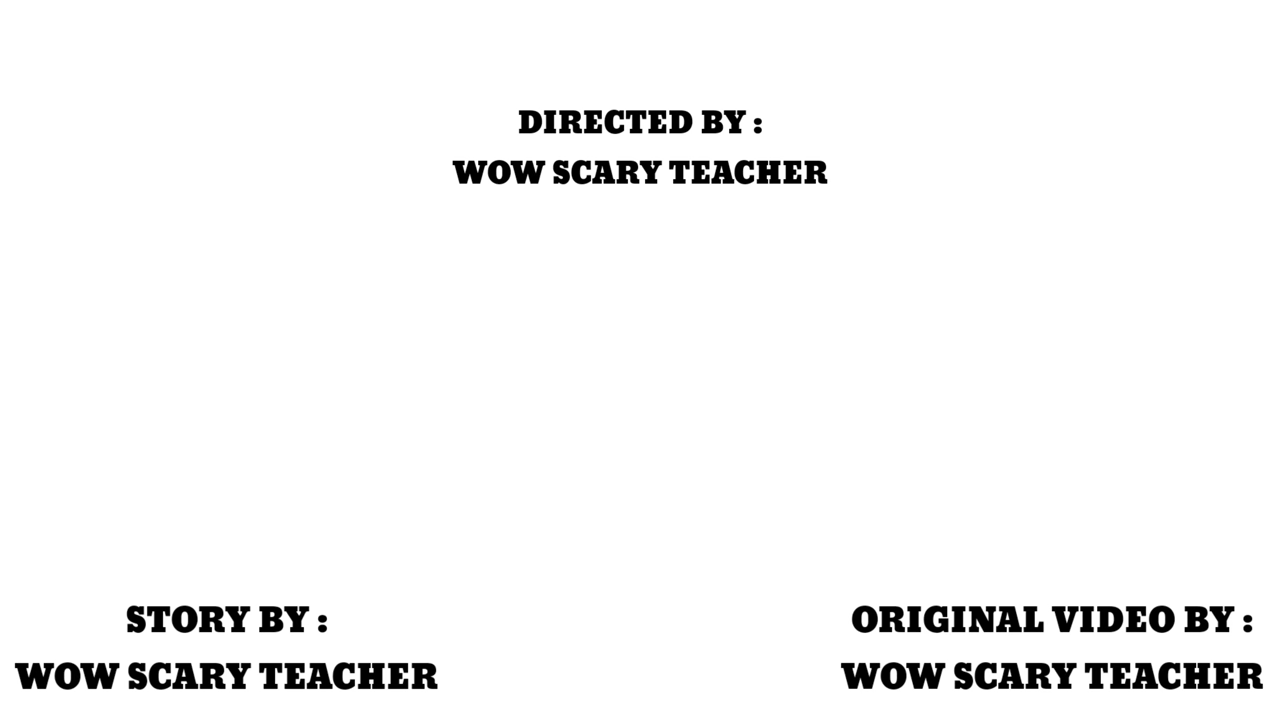 DIRECTED BY :
WOW SCARY TEACHER
STORY BY :
WOW SCARY TEACHER
ORIGINAL VIDEO BY :
WOW SCARY TEACHER